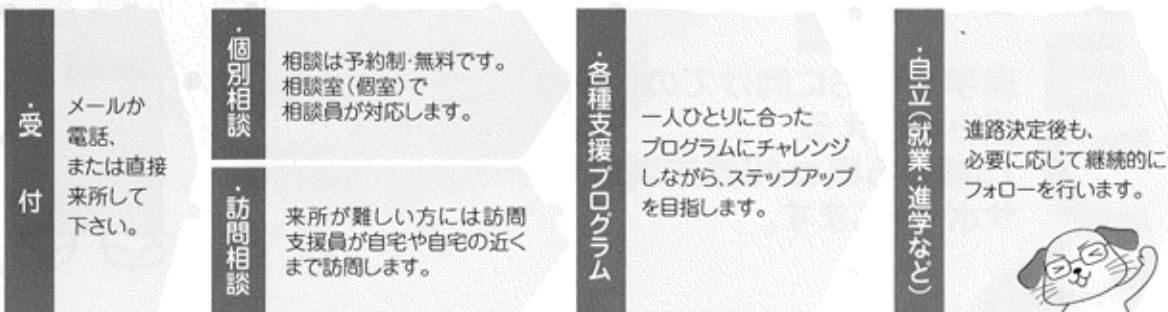 ・受付
メールか
電話、
または直接
来所して
下さい。
・個別相談
相談は予約制・無料です。
相談室(個室)で
相談員が対応します。
・訪問相談
来所が難しい方には訪問
支援員が自宅や自宅の近く
まで訪問します。
・各種支援プログラム
一人ひとりに合った
プログラムにチャレンジ
しながら、ステップアップ
を目指します。
・自立(就業・進学など)
進路決定後も、
必要に応じて継続的に
フォローを行います。